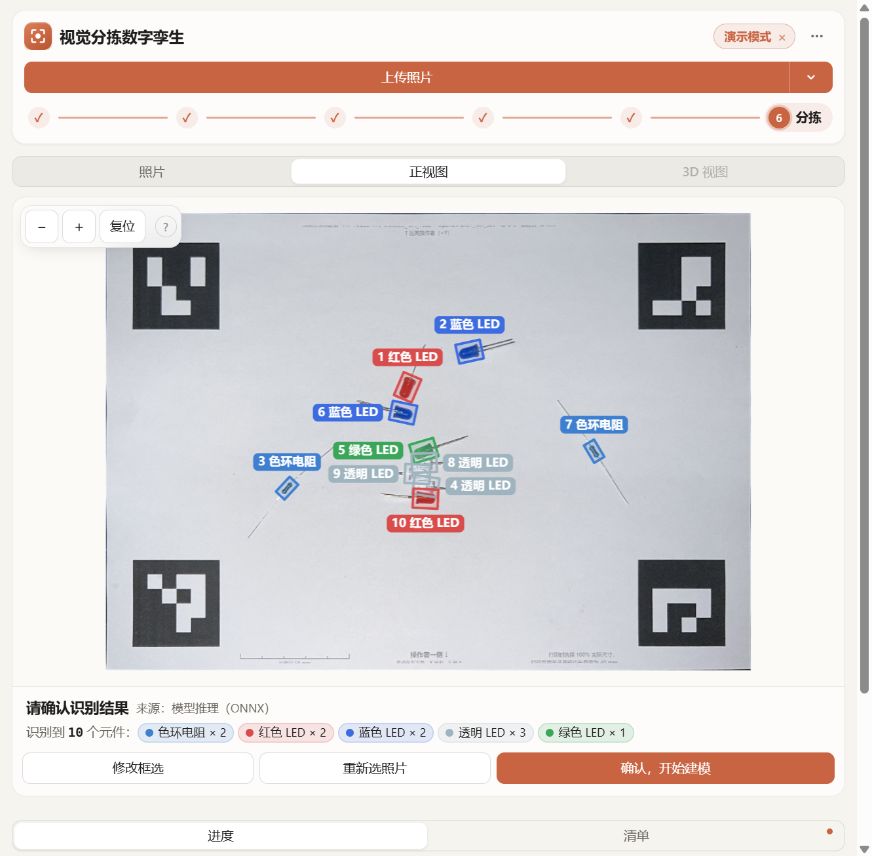 视觉分拣数字孪生
演示模式 ×
上传照片
6 分拣
照片
正视图
3D 视图
− + 复位 ?
2 蓝色 LED
1 红色 LED
6 蓝色 LED
7 色环电阻
5 绿色 LED
3 色环电阻
8 透明 LED
9 透明 LED
4 透明 LED
10 红色 LED
操作者一侧
请确认识别结果 来源：模型推理（ONNX）
识别到 10 个元件：
色环电阻 × 2
红色 LED × 2
蓝色 LED × 2
透明 LED × 3
绿色 LED × 1
修改框选
重新选照片
确认，开始建模
进度
清单